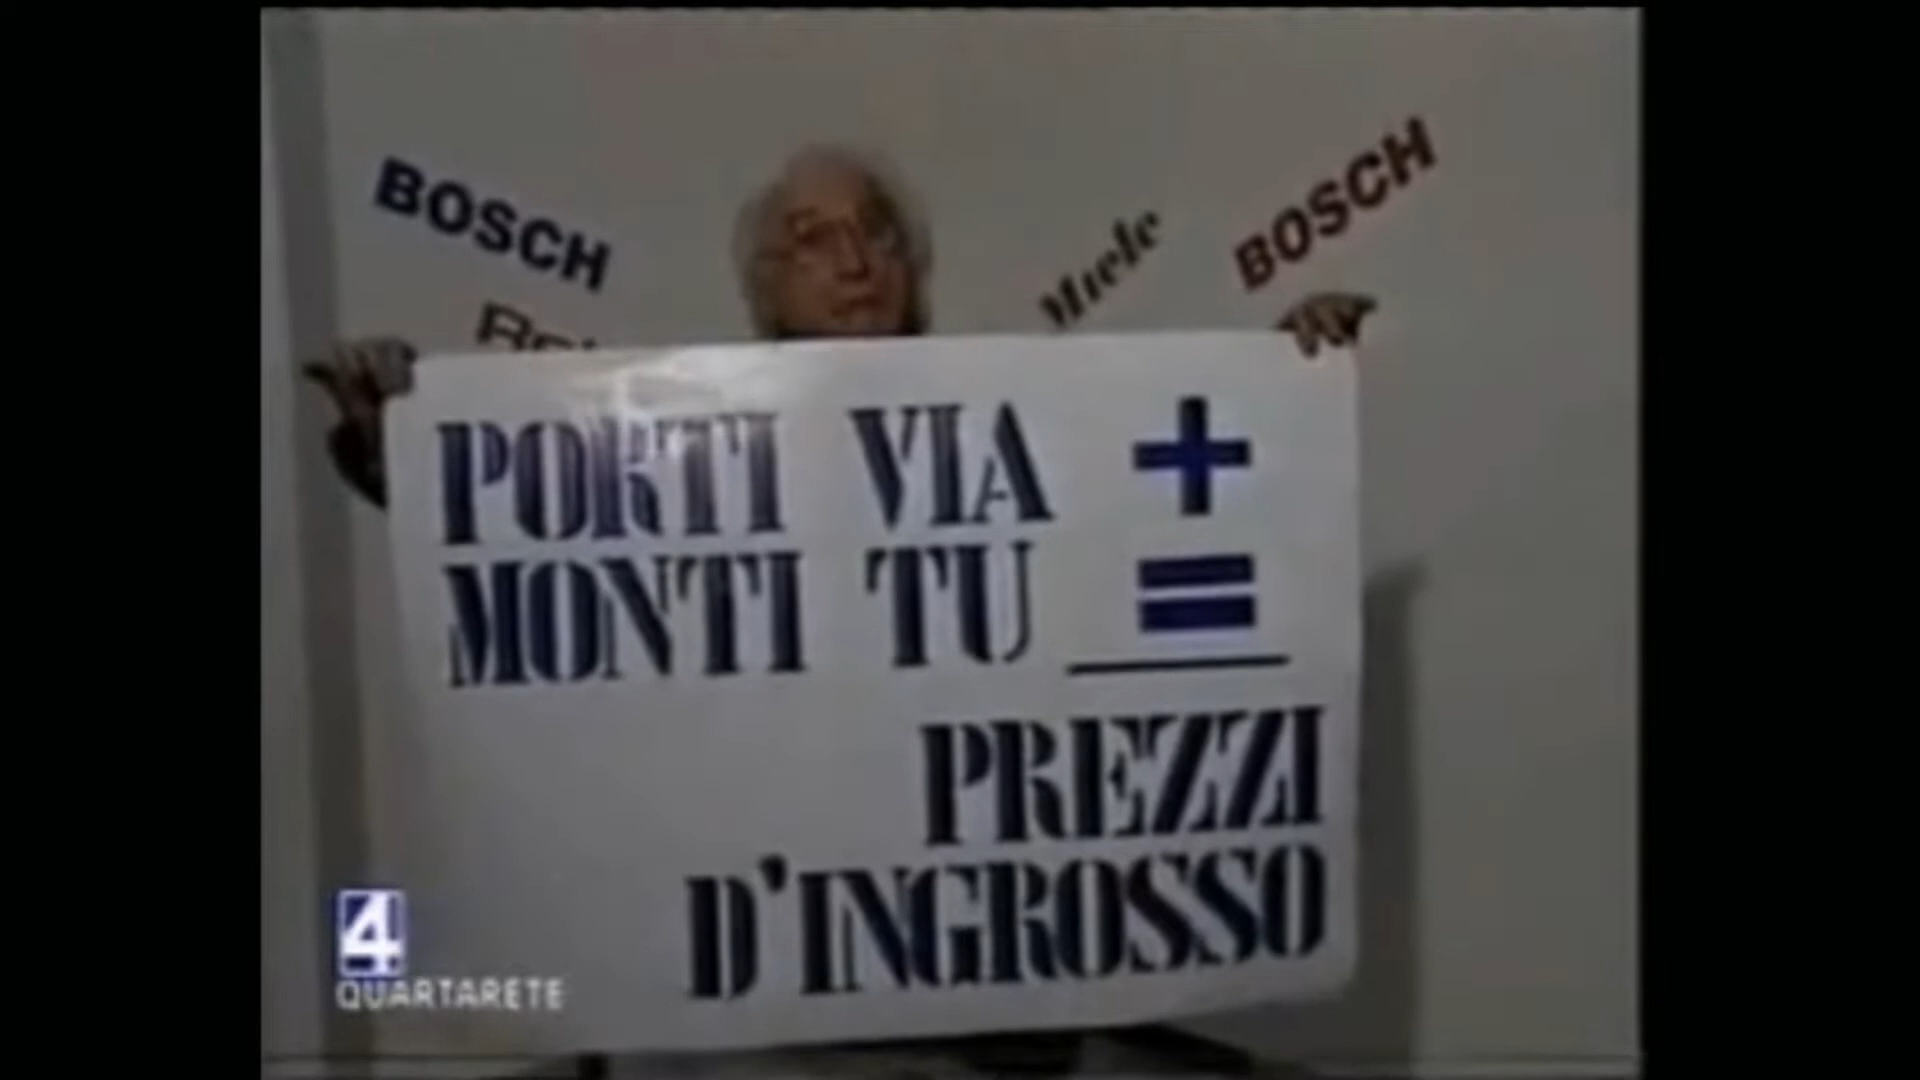 BOSCH
BOSCH
Miele
PORTI VIA +
MONTI TU =
PREZZI
D'INGROSSO
4
QUARTARETE